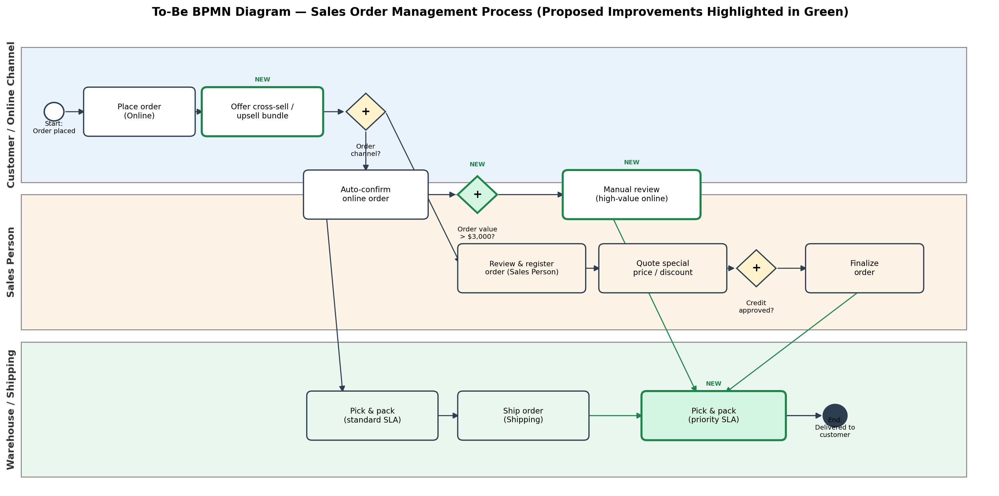 To-Be BPMN Diagram — Sales Order Management Process (Proposed Improvements Highlighted in Green)
Customer / Online Channel
NEW
Place order
(Online)
Offer cross-sell /
upsell bundle
+
Start:
Order placed
Order
channel?
NEW
NEW
Auto-confirm
online order
+
Manual review
(high-value online)
Sales Person
Order value
> $3,000?
Review & register
order (Sales Person)
Quote special
price / discount
+
Finalize
order
Credit
approved?
Warehouse / Shipping
NEW
Pick & pack
(standard SLA)
Ship order
(Shipping)
Pick & pack
(priority SLA)
End:
Delivered to
customer